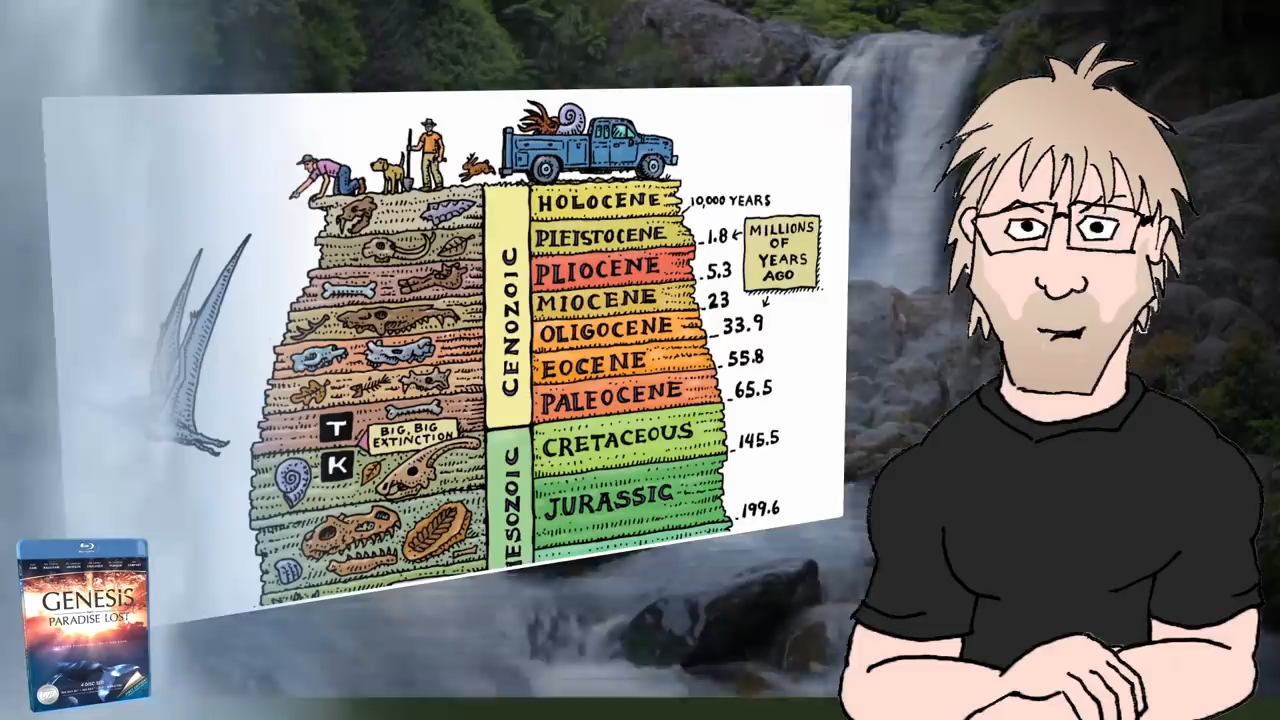 HOLOCENE
10,000 YEARS
PLEISTOCENE
1.8
MILLIONS
OF
YEARS
AGO
PLIOCENE
5.3
MIOCENE
23
OLIGOCENE
33.9
EOCENE
55.8
PALEOCENE
65.5
CENOZOIC
T
BIG, BIG
EXTINCTION
K
CRETACEOUS
145.5
JURASSIC
199.6
MESOZOIC
GENESIS
PARADISE LOST